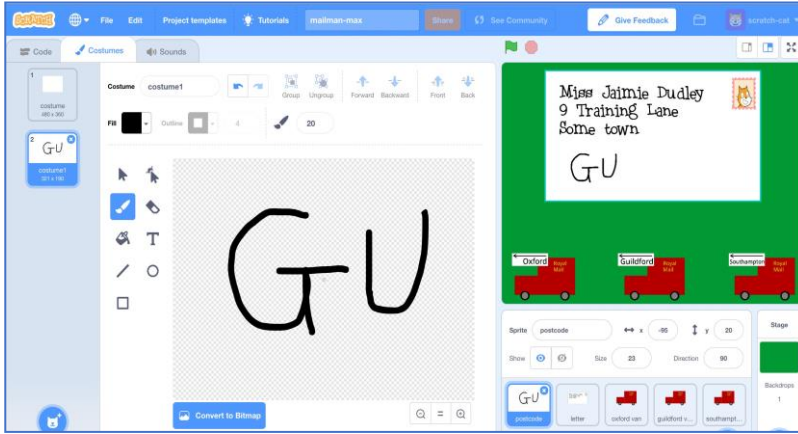 SCRATCH File Edit Project templates Tutorials mailman-max Share See Community Give Feedback scratch-cat
Code Costumes Sounds
1
costume
480 x 360
2
GU
costume1
Costume costume1 Group Ungroup Forward Backward Front Back
Fill Outline 4 20
GU
Convert to Bitmap
Miss Jaimie Dudley
9 Training Lane
Some town
GU
Oxford Royal Mail
Guildford Royal Mail
Southampton Royal Mail
Sprite postcode x -95 y 20
Show Size 23 Direction 90
GU
postcode letter oxford van guildford v... southampt...
Stage
Backdrops
1